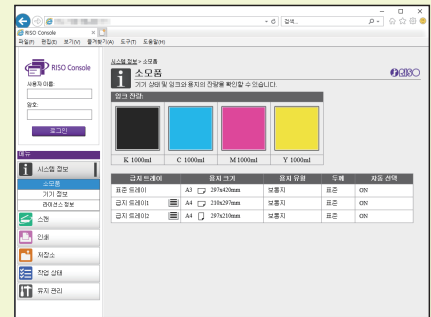 검색...
RISO Console
파일(F) 편집(E) 보기(V) 즐겨찾기(A) 도구(T) 도움말(H)
RISO Console
사용자 이름:
암호:
로그인
메뉴
시스템 정보
소모품
기기 정보
라이선스 정보
스캔
인쇄
저장소
작업 상태
유지 관리
시스템 정보 > 소모품
소모품
기기 상태 및 잉크와 용지의 잔량을 확인할 수 있습니다.
RISO
잉크 잔량:
K 1000ml C 1000ml M 1000ml Y 1000ml
급지 트레이 용지 크기 용지 유형 두께 자동 선택
표준 트레이 A3 297x420mm 보통지 표준 ON
급지 트레이1 A4 210x297mm 보통지 표준 ON
급지 트레이2 A4 297x210mm 보통지 표준 ON